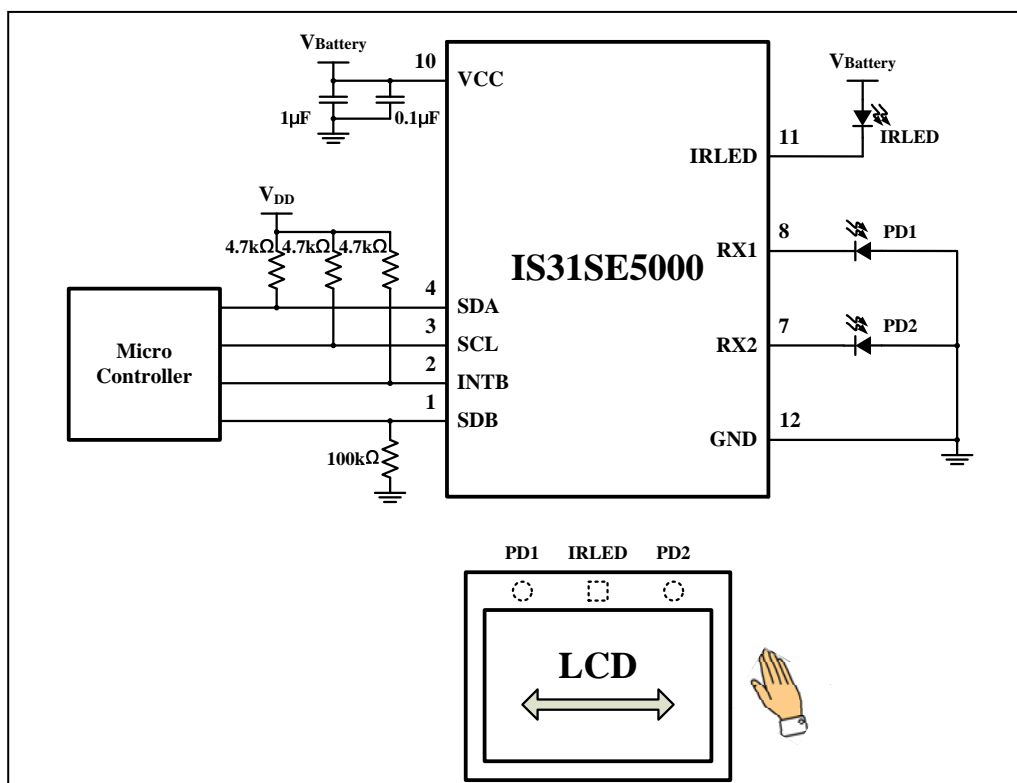 VBattery
10
VCC
1µF
0.1µF
VBattery
IRLED
11
IRLED
VDD
4.7kΩ 4.7kΩ 4.7kΩ
IS31SE5000
8
RX1
PD1
4
SDA
3
SCL
7
RX2
PD2
Micro
Controller
2
INTB
1
SDB
12
GND
100kΩ
PD1 IRLED PD2
LCD